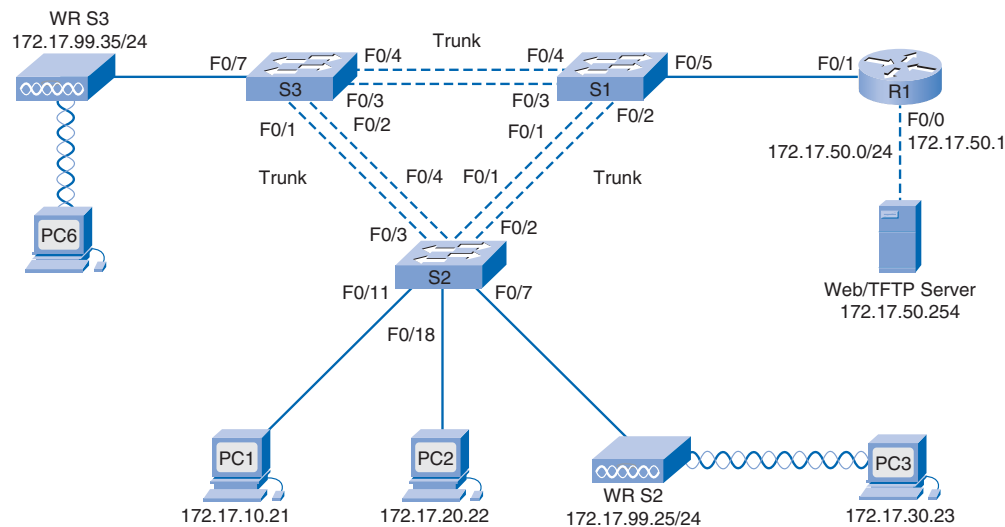 WR S3
172.17.99.35/24
F0/7
S3
F0/4
Trunk
F0/4
F0/3
F0/3
S1
F0/5
F0/1
R1
F0/1
F0/2
F0/1
F0/2
F0/0
172.17.50.1
172.17.50.0/24
Trunk
F0/4
F0/1
Trunk
PC6
F0/3
F0/2
S2
F0/11
F0/7
F0/18
Web/TFTP Server
172.17.50.254
PC1
PC2
PC3
WR S2
172.17.10.21
172.17.20.22
172.17.99.25/24
172.17.30.23